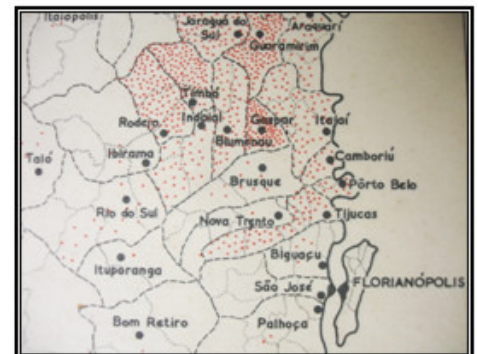 Itaiópolis
Jaraguá do
Sul
Araquari
Guaramirim
Timbó
Rodeio
Indaial
Gaspar
Itajaí
Blumenau
Ibirama
Taió
Camboriú
Brusque
Pôrto Belo
Rio do Sul
Nova Trento
Tijucas
Biguaçu
Ituporanga
São José
FLORIANÓPOLIS
Bom Retiro
Palhoça